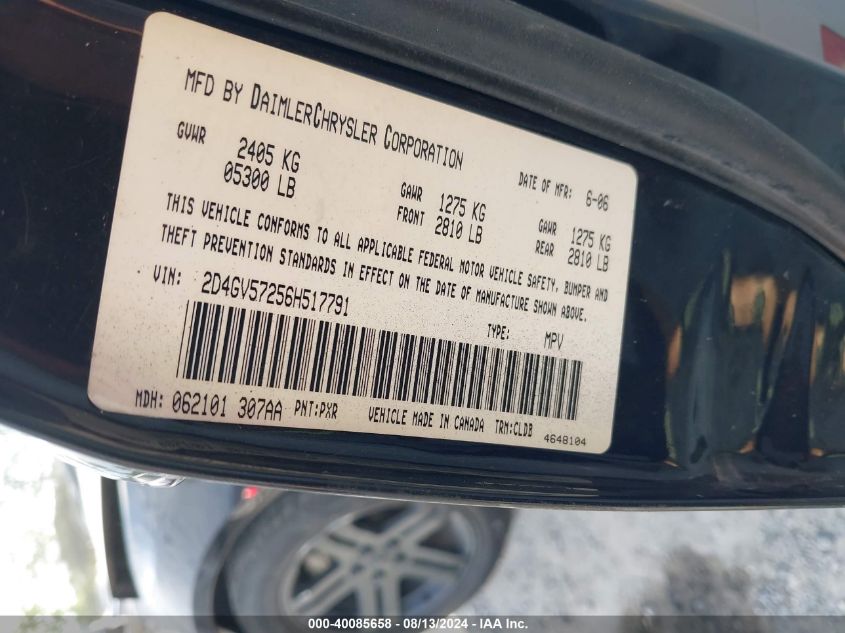 MFD BY DAIMLERCHRYSLER CORPORATION
DATE OF MFR: 6-06
GVWR 2405 KG
05300 LB
GAWR FRONT 1275 KG
2810 LB
GAWR REAR 1275 KG
2810 LB
THIS VEHICLE CONFORMS TO ALL APPLICABLE FEDERAL MOTOR VEHICLE SAFETY, BUMPER AND
THEFT PREVENTION STANDARDS IN EFFECT ON THE DATE OF MANUFACTURE SHOWN ABOVE.
VIN: 2D4GV57256H517791
TYPE: MPV
MDH: 062101 307AA PNT:PXR VEHICLE MADE IN CANADA TRM:CLDB
4648104
000-40085658 - 08/13/2024 - IAA Inc.